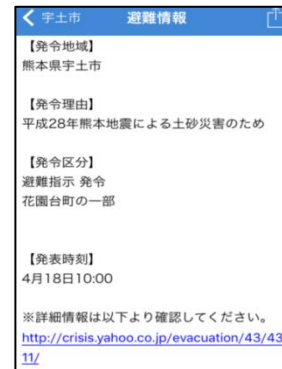 宇土市 避難情報
【発令地域】
熊本県宇土市
【発令理由】
平成28年熊本地震による土砂災害のため
【発令区分】
避難指示 発令
花園台町の一部
【発表時刻】
4月18日10:00
※詳細情報は以下より確認してください。
http://crisis.yahoo.co.jp/evacuation/43/43
11/